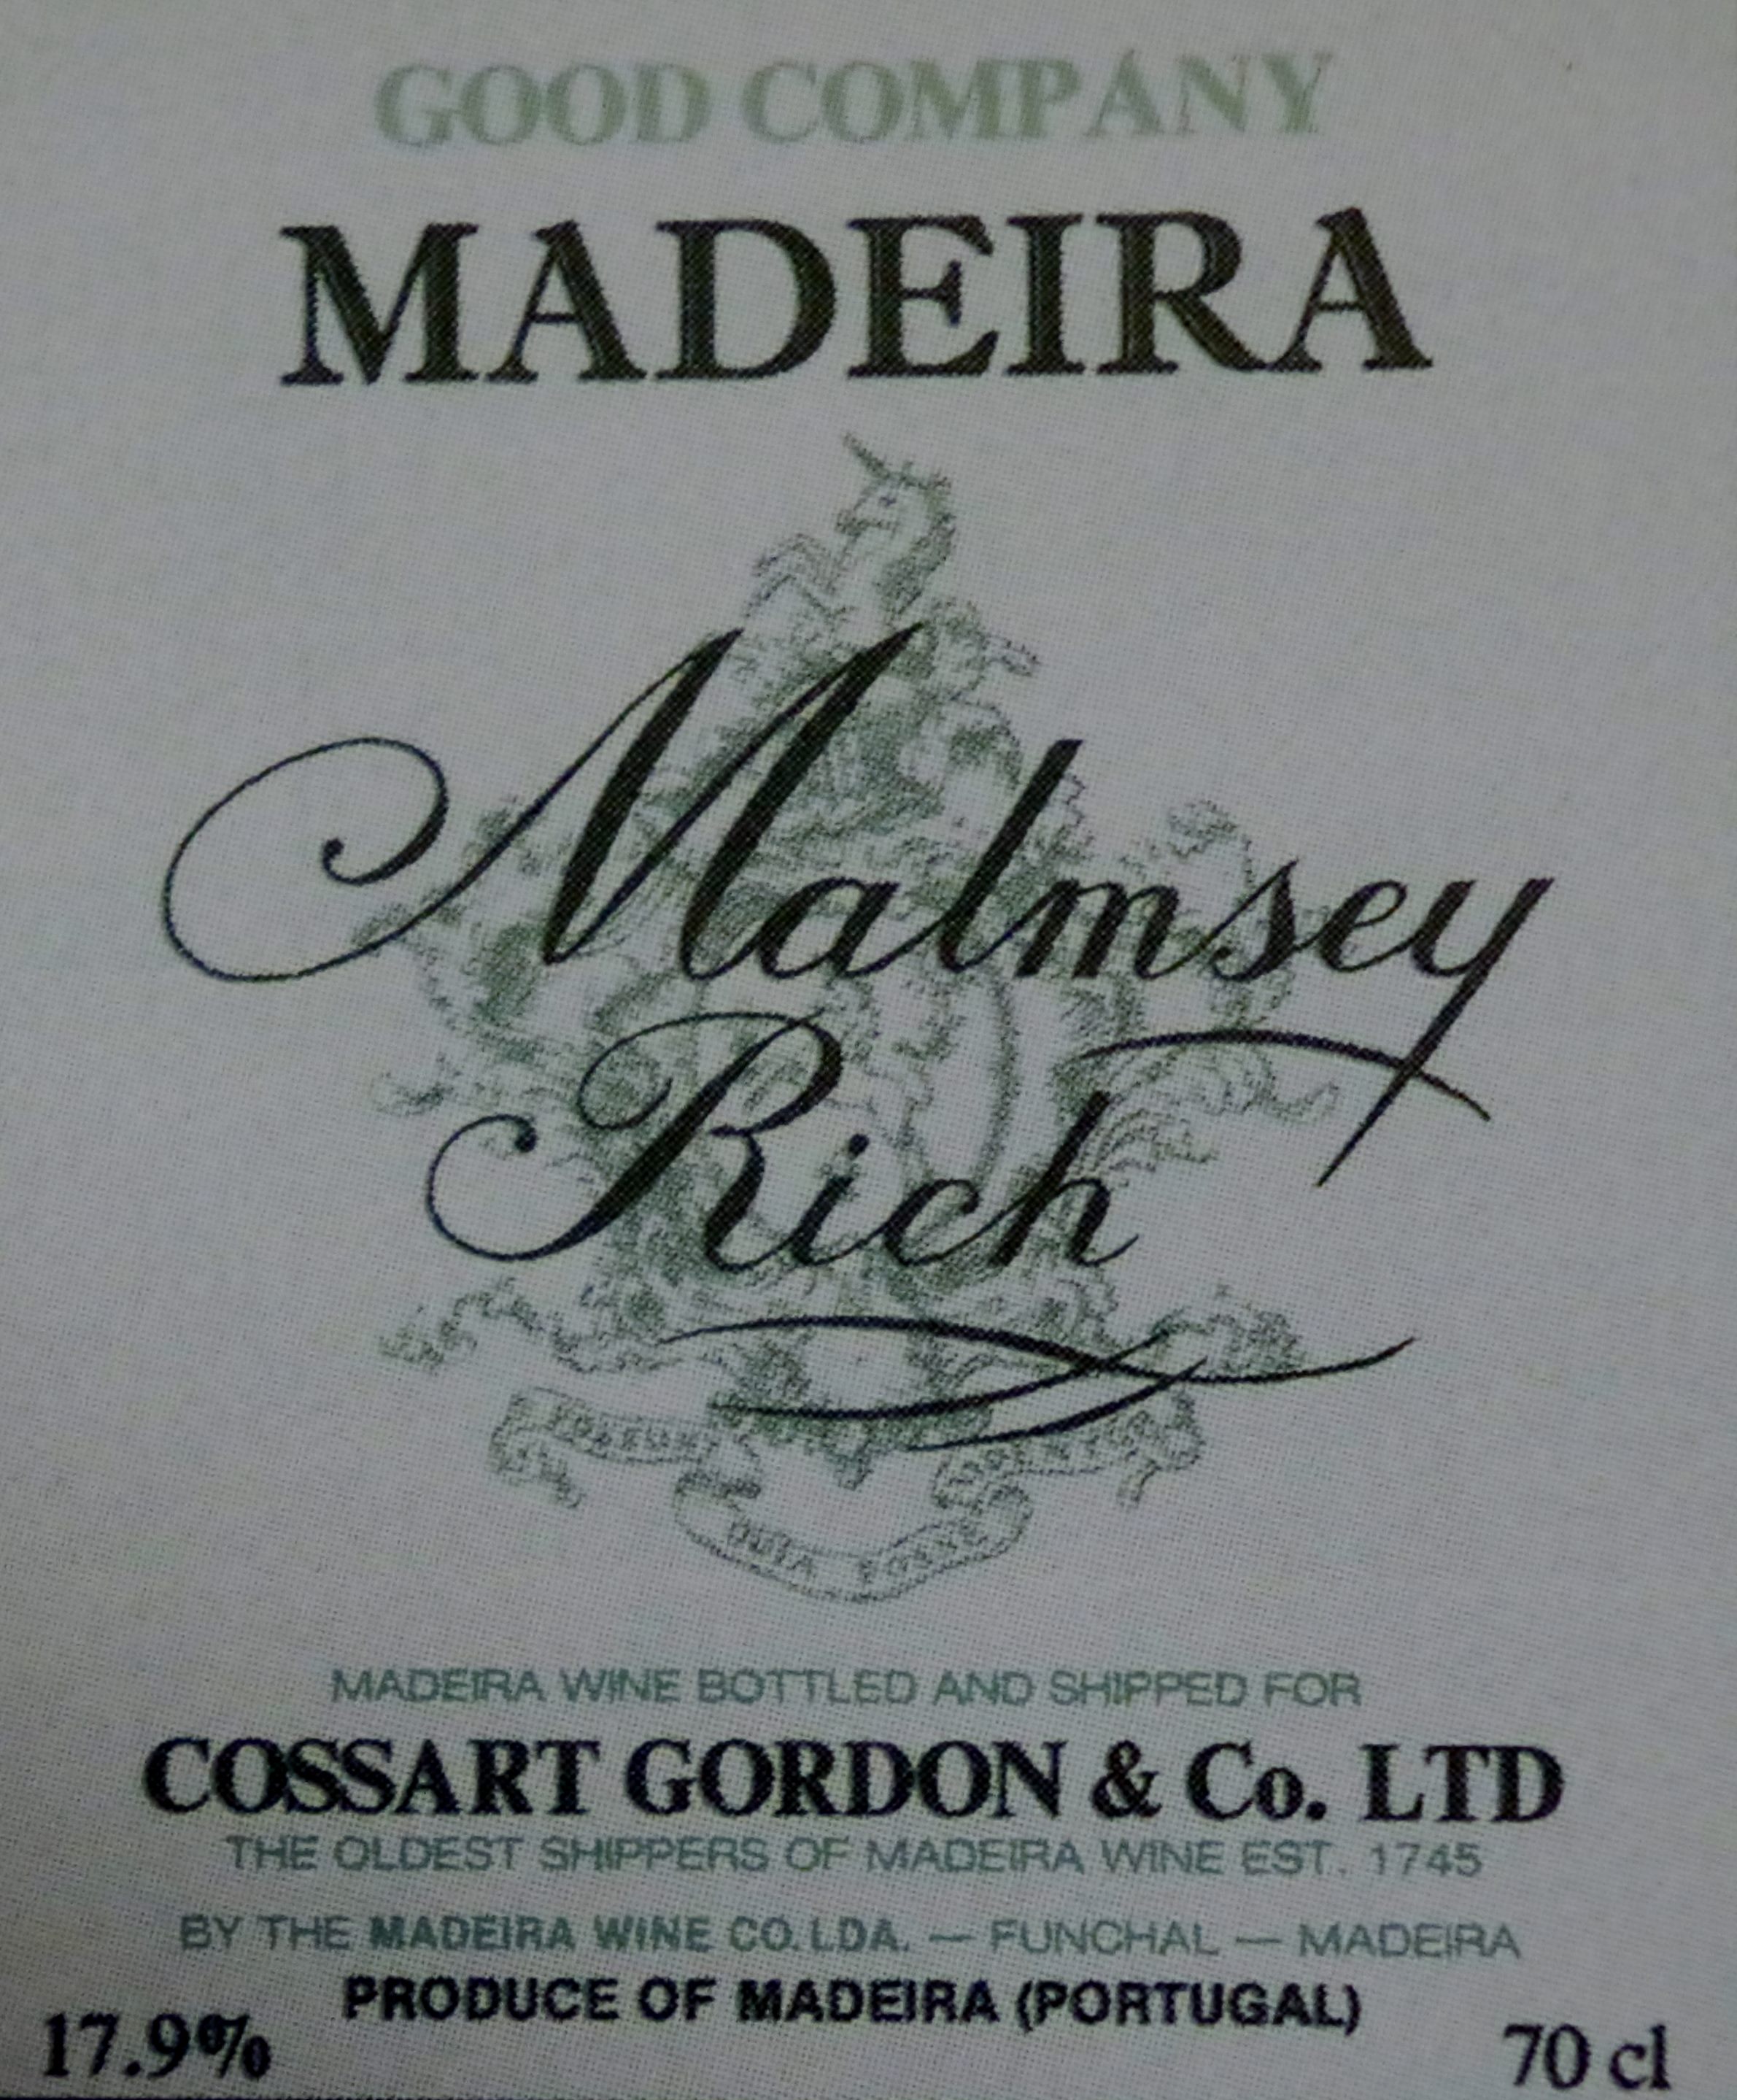 GOOD COMPANY
MADEIRA
Malmsey
Rich
MADEIRA WINE BOTTLED AND SHIPPED FOR
COSSART GORDON & Co. LTD
THE OLDEST SHIPPERS OF MADEIRA WINE EST. 1745
BY THE MADEIRA WINE CO. LDA. — FUNCHAL — MADEIRA
PRODUCE OF MADEIRA (PORTUGAL)
17.9%
70 cl